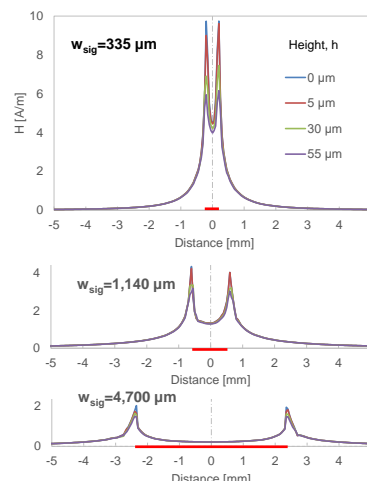 w_sig=335 µm
Height, h
0 µm
5 µm
30 µm
55 µm
H [A/m]
10
8
6
4
2
0
-5 -4 -3 -2 -1 0 1 2 3 4
Distance [mm]
w_sig=1,140 µm
4
2
0
-5 -4 -3 -2 -1 0 1 2 3 4
Distance [mm]
w_sig=4,700 µm
2
0
-5 -4 -3 -2 -1 0 1 2 3 4
Distance [mm]